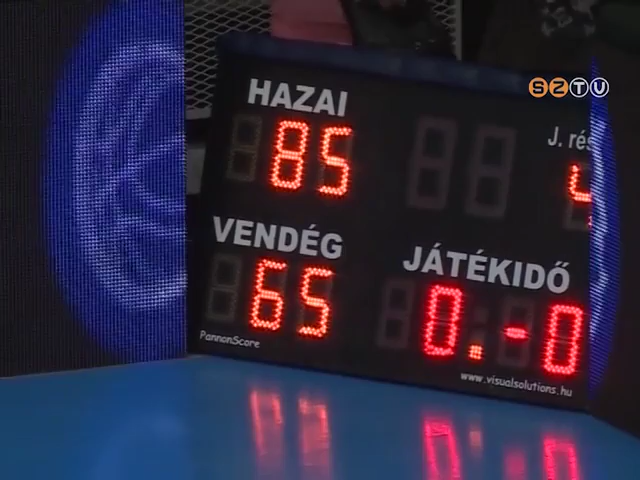 SZTV
HAZAI
J. rés
85
4
VENDÉG
JÁTÉKIDŐ
65
0.-0
PannonScore
www.visualsolutions.hu